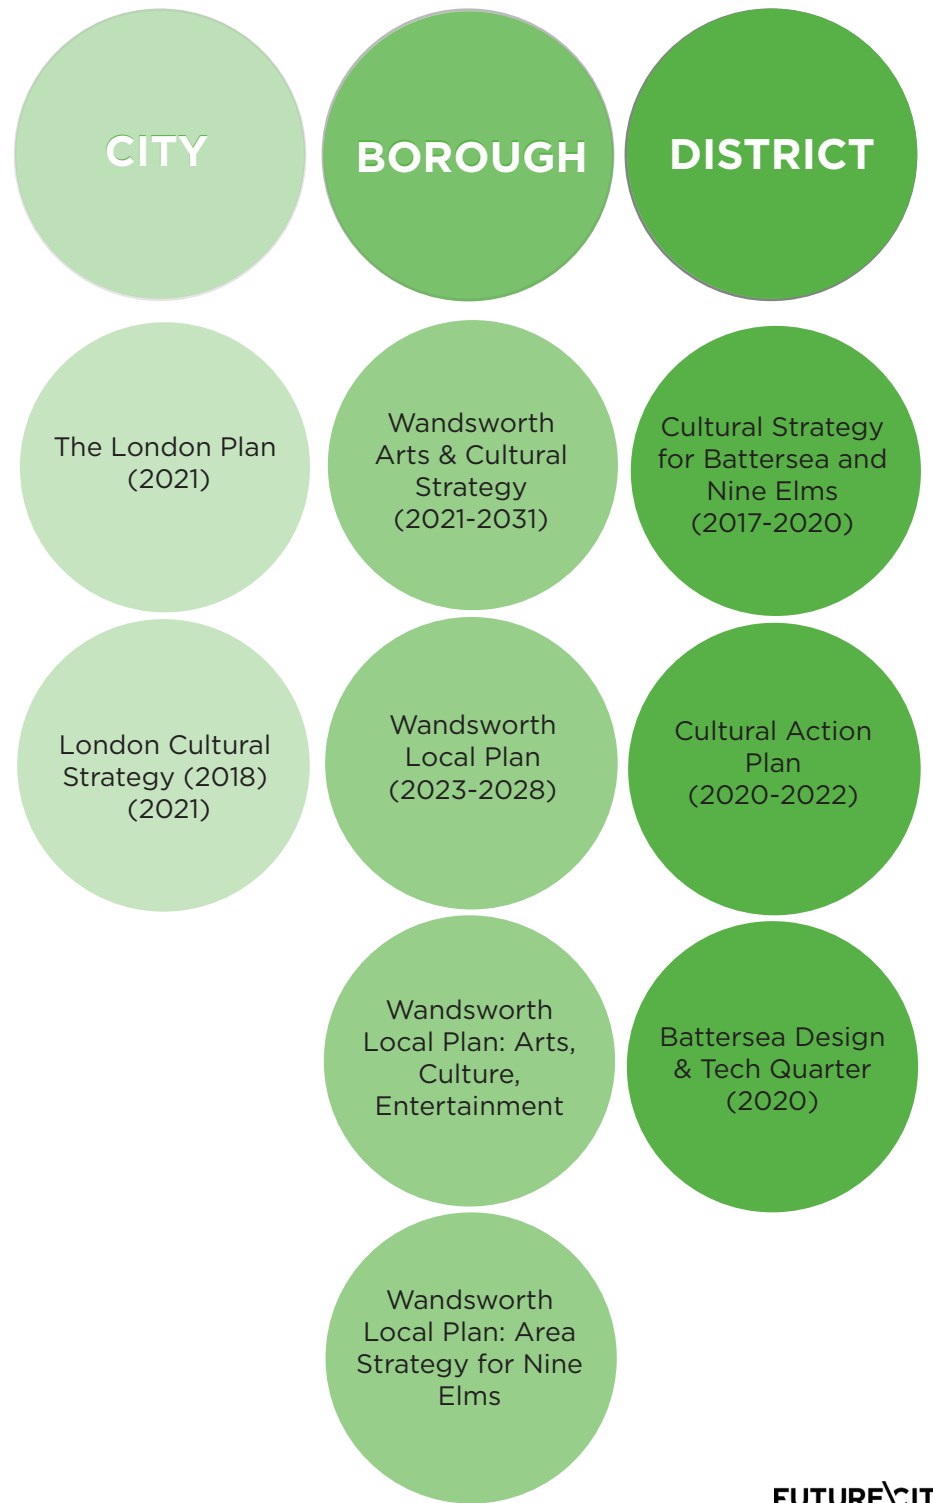 CITY
BOROUGH
DISTRICT
The London Plan
(2021)
London Cultural
Strategy (2018)
(2021)
Wandsworth
Arts & Cultural
Strategy
(2021-2031)
Wandsworth
Local Plan
(2023-2028)
Wandsworth
Local Plan: Arts,
Culture,
Entertainment
Wandsworth
Local Plan: Area
Strategy for Nine
Elms
Cultural Strategy
for Battersea and
Nine Elms
(2017-2020)
Cultural Action
Plan
(2020-2022)
Battersea Design
& Tech Quarter
(2020)
FUTURE\CIT